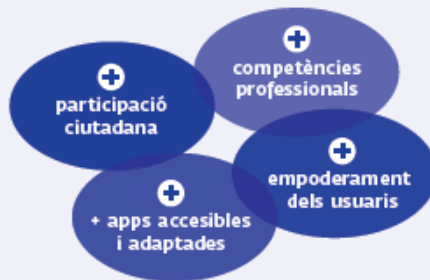 competències
professionals
participació
ciutadana
empoderament
dels usuaris
+ apps accesibles
i adaptades